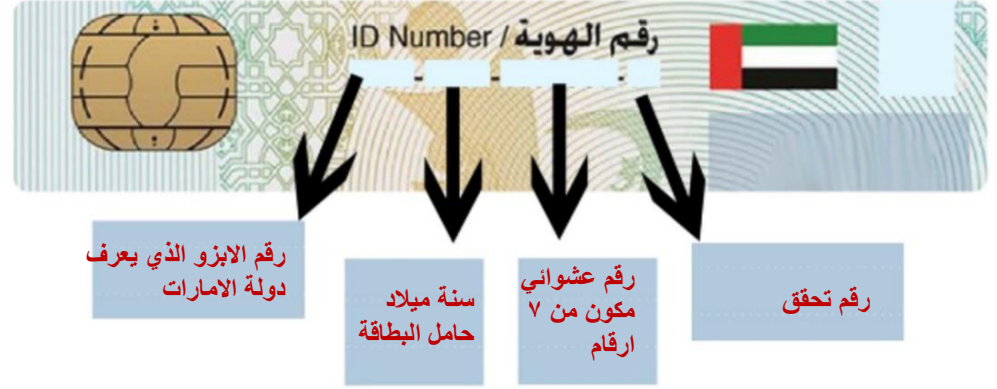 ID Number / رقم الهوية
رقم الايزو الذي يعرف
دولة الامارات
سنة ميلاد
حامل البطاقة
رقم عشوائي
مكون من ٧
ارقام
رقم تحقق